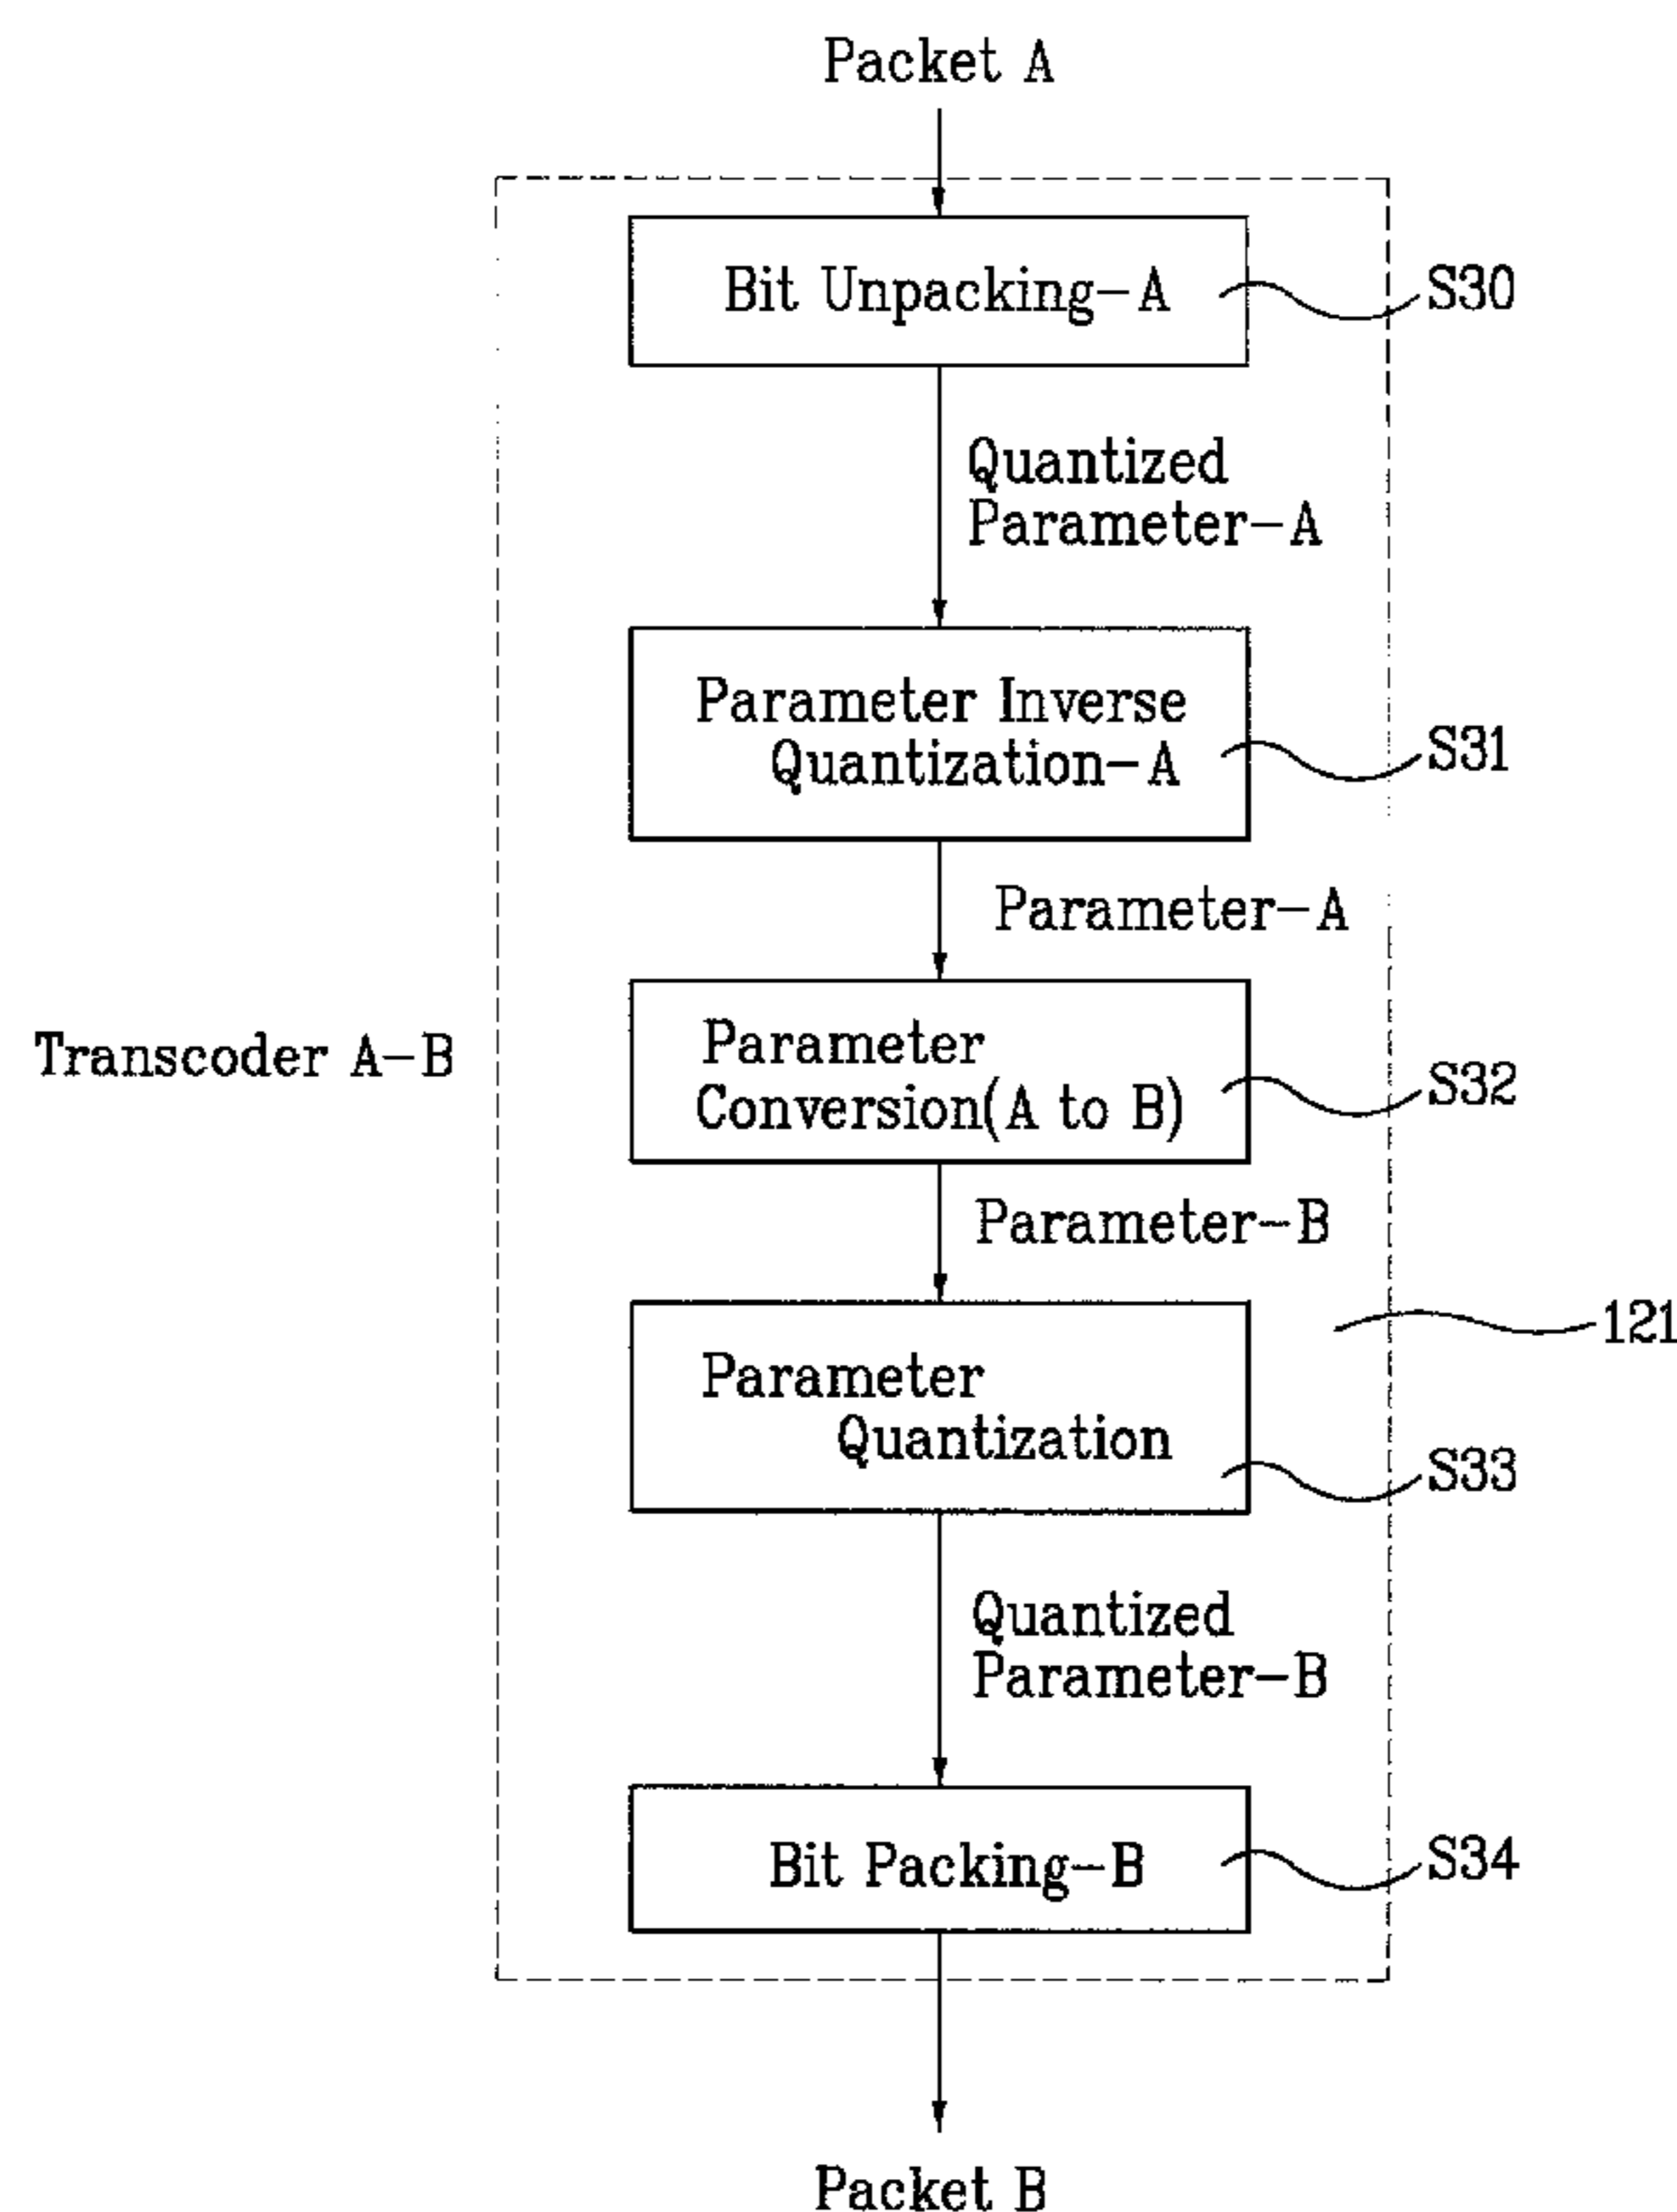 Packet A
Bit Unpacking-A
S30
Quantized
Parameter-A
Parameter Inverse
Quantization-A
S31
Parameter-A
Transcoder A-B
Parameter
Conversion(A to B)
S32
Parameter-B
121
Parameter
Quantization
S33
Quantized
Parameter-B
Bit Packing-B
S34
Packet B